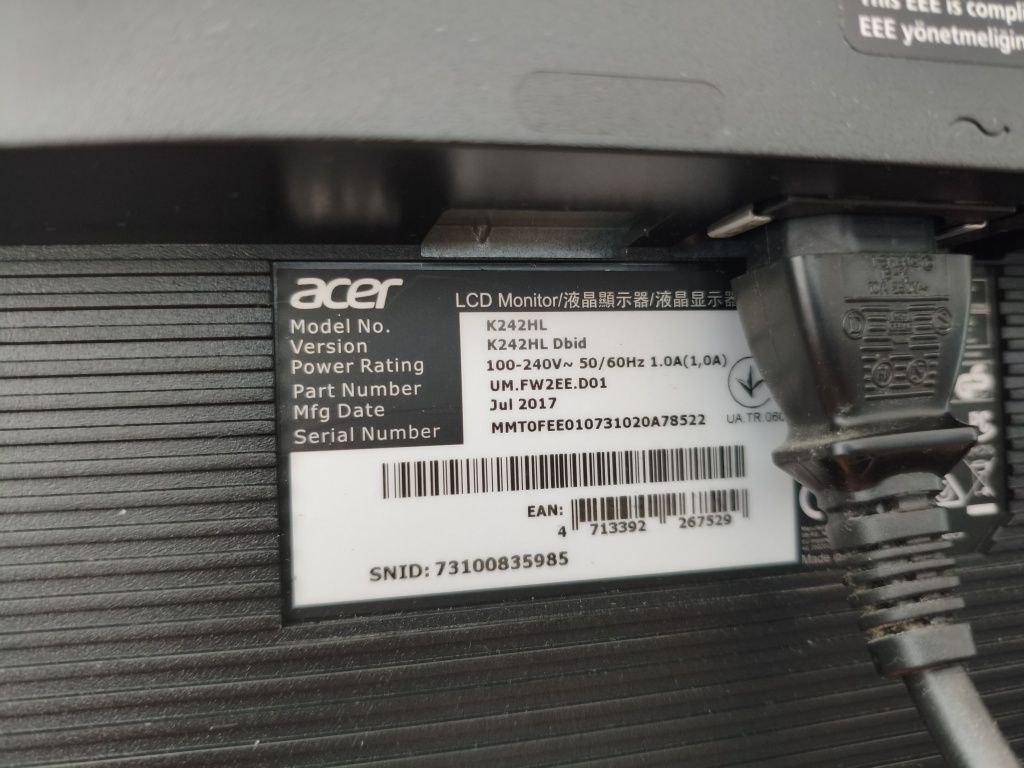 This EEE is compli
EEE yönetmeliğin
acer
LCD Monitor/液晶顯示器/液晶显示器
Model No. K242HL
Version K242HL Dbid
Power Rating 100-240V~ 50/60Hz 1.0A(1,0A)
Part Number UM.FW2EE.D01
Mfg Date Jul 2017
Serial Number MMT0FEE010731020A78522
UA.TR.060
EAN:
4 713392 267529
SNID: 73100835985